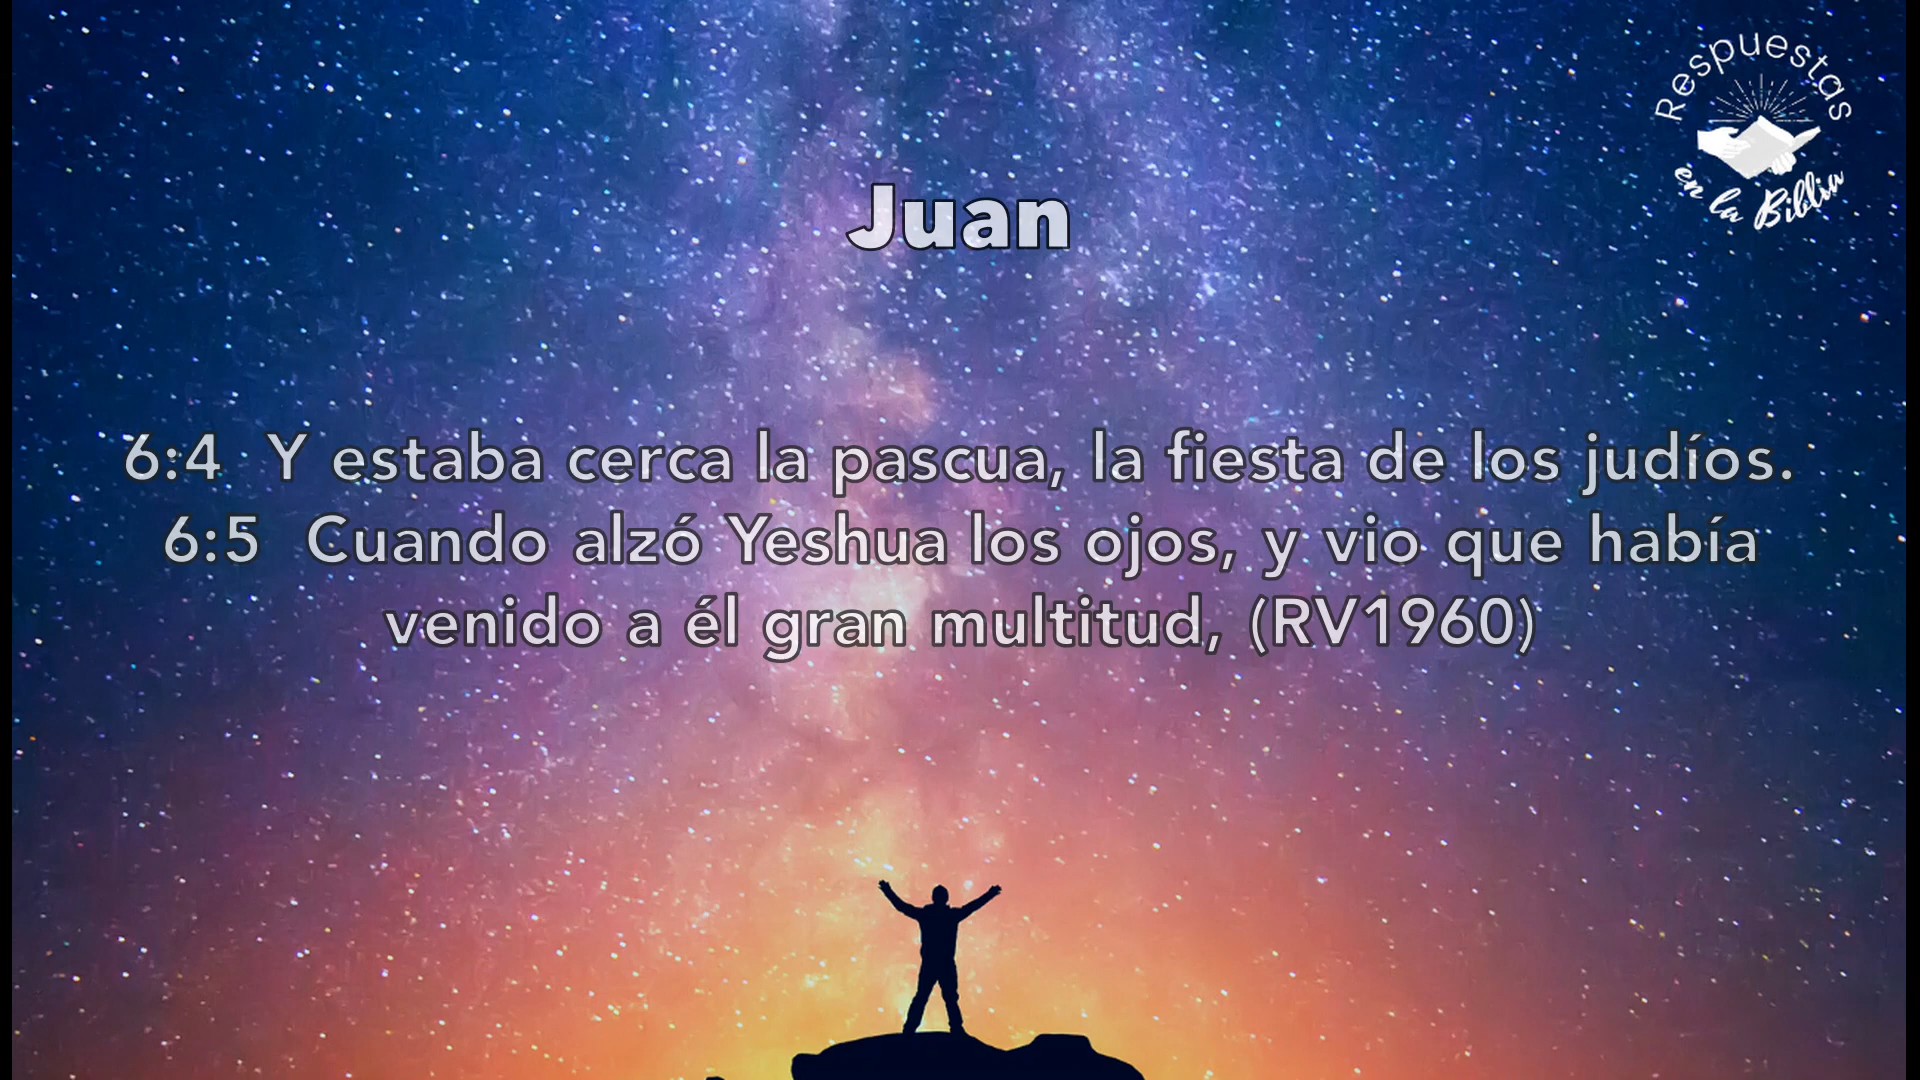 Respuestas
en la Biblia
Juan
6:4 Y estaba cerca la pascua, la fiesta de los judíos.
6:5 Cuando alzó Yeshua los ojos, y vio que había
venido a él gran multitud, (RV1960)